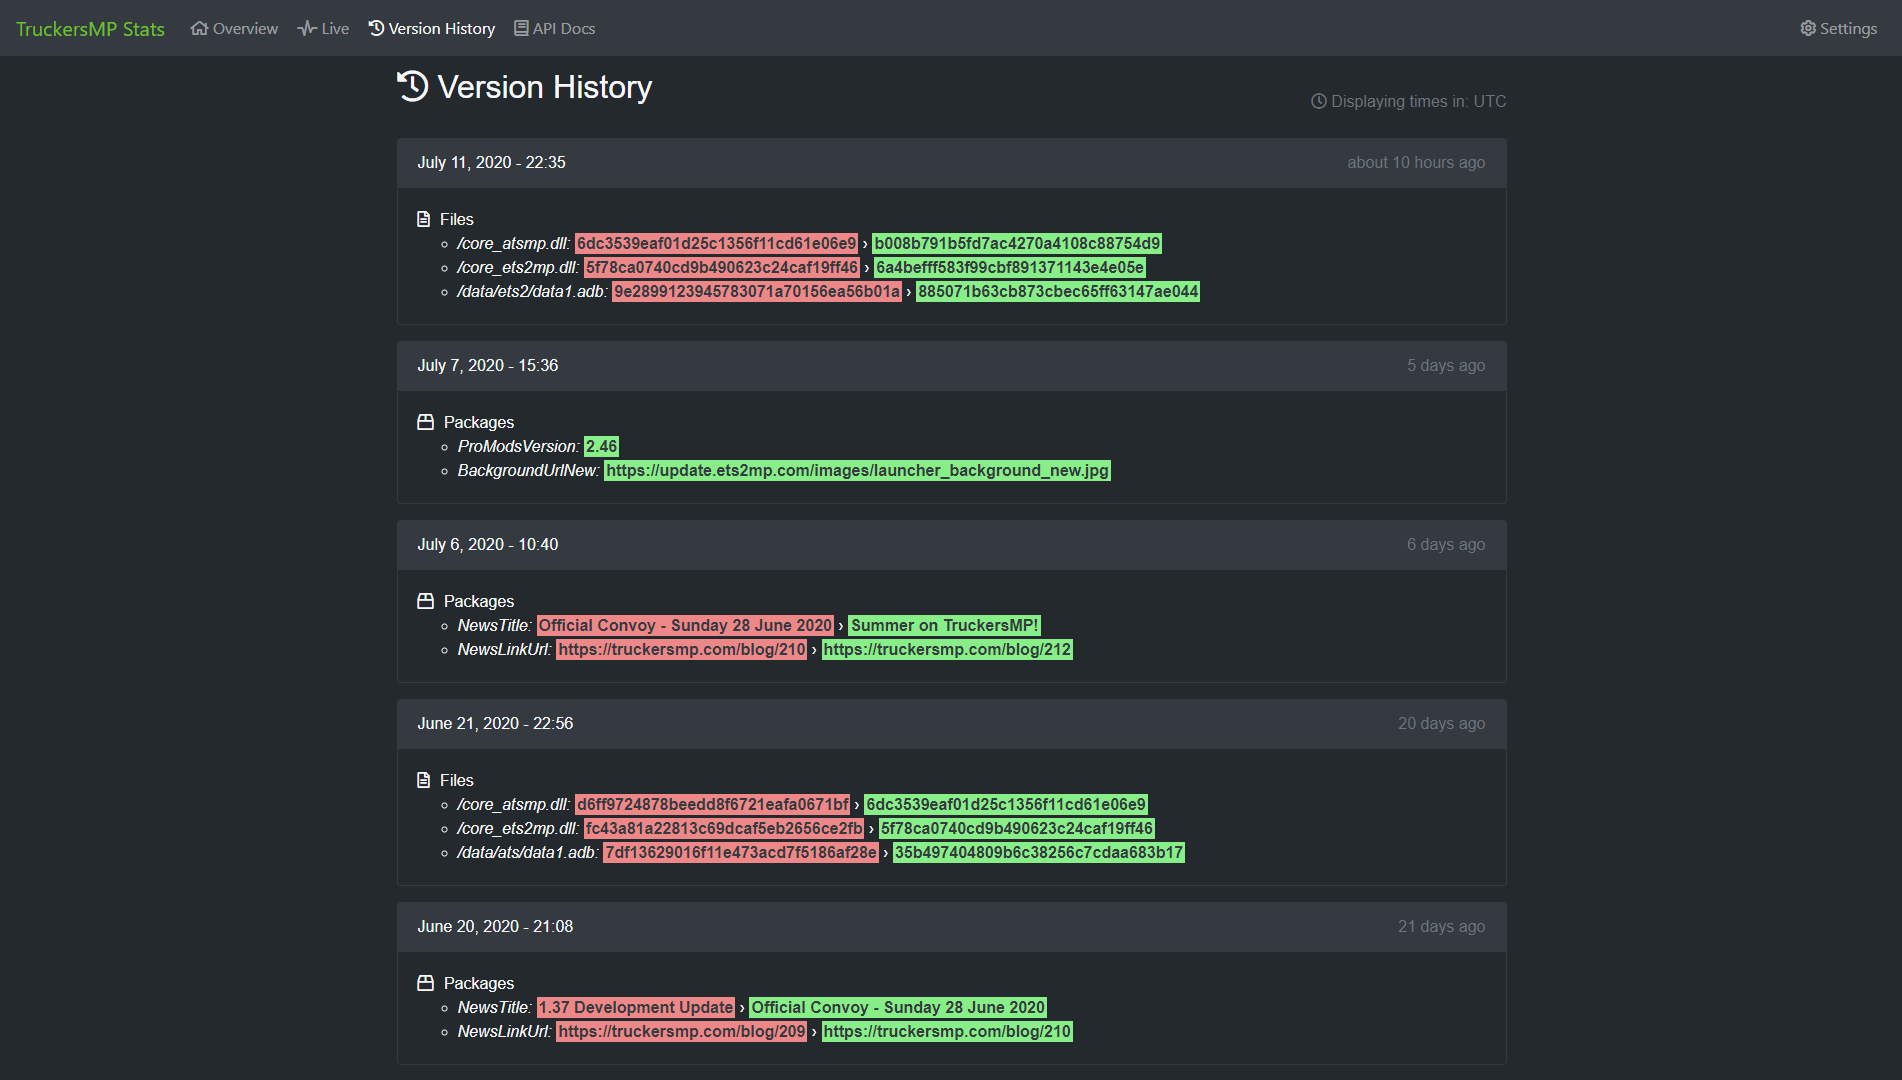 TruckersMP Stats Overview Live Version History API Docs Settings
Version History
Displaying times in: UTC
July 11, 2020 - 22:35 about 10 hours ago
Files
/core_atsmp.dll: 6dc3539eaf01d25c1356f11cd61e06e9 › b008b791b5fd7ac4270a4108c88754d9
/core_ets2mp.dll: 5f78ca0740cd9b490623c24caf19ff46 › 6a4befff583f99cbf891371143e4e05e
/data/ets2/data1.adb: 9e2899123945783071a70156ea56b01a › 885071b63cb873cbec65ff63147ae044
July 7, 2020 - 15:36 5 days ago
Packages
ProModsVersion: 2.46
BackgroundUrlNew: https://update.ets2mp.com/images/launcher_background_new.jpg
July 6, 2020 - 10:40 6 days ago
Packages
NewsTitle: Official Convoy - Sunday 28 June 2020 › Summer on TruckersMP!
NewsLinkUrl: https://truckersmp.com/blog/210 › https://truckersmp.com/blog/212
June 21, 2020 - 22:56 20 days ago
Files
/core_atsmp.dll: d6ff9724878beedd8f6721eafa0671bf › 6dc3539eaf01d25c1356f11cd61e06e9
/core_ets2mp.dll: fc43a81a22813c69dcaf5eb2656ce2fb › 5f78ca0740cd9b490623c24caf19ff46
/data/ats/data1.adb: 7df13629016f11e473acd7f5186af28e › 35b497404809b6c38256c7cdaa683b17
June 20, 2020 - 21:08 21 days ago
Packages
NewsTitle: 1.37 Development Update › Official Convoy - Sunday 28 June 2020
NewsLinkUrl: https://truckersmp.com/blog/209 › https://truckersmp.com/blog/210